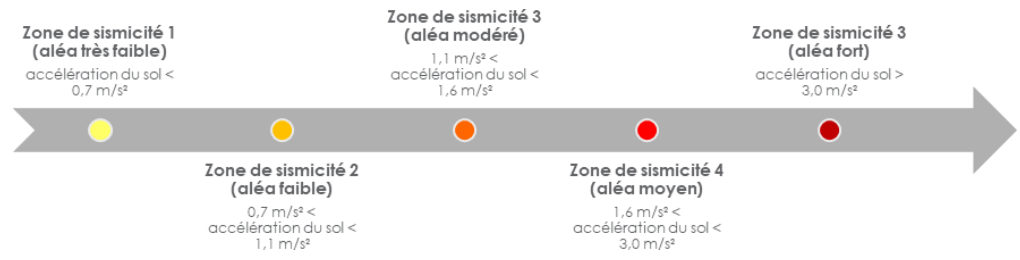 Zone de sismicité 1
(aléa très faible)
accélération du sol <
0,7 m/s²
Zone de sismicité 2
(aléa faible)
0,7 m/s² <
accélération du sol <
1,1 m/s²
Zone de sismicité 3
(aléa modéré)
1,1 m/s² <
accélération du sol <
1,6 m/s²
Zone de sismicité 4
(aléa moyen)
1,6 m/s² <
accélération du sol <
3,0 m/s²
Zone de sismicité 3
(aléa fort)
accélération du sol >
3,0 m/s²